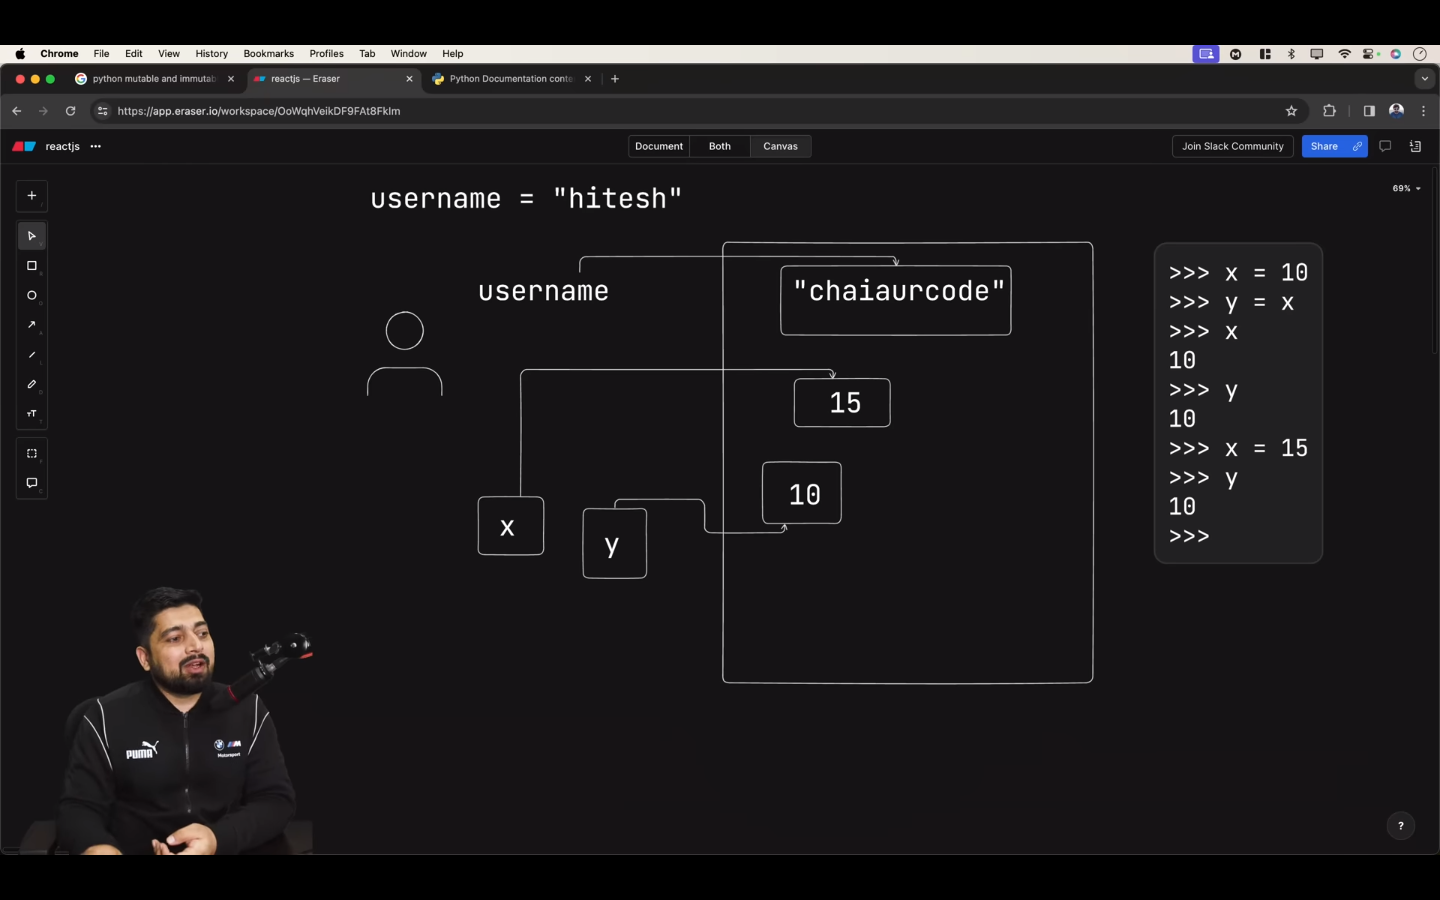 Chrome File Edit View History Bookmarks Profiles Tab Window Help
python mutable and immutab
reactjs — Eraser
Python Documentation conte
https://app.eraser.io/workspace/OoWqhVeikDF9FAt8FkIm
reactjs
Document Both Canvas
Join Slack Community
Share
69%
username = "hitesh"
username
"chaiaurcode"
15
10
x
y
>>> x = 10
>>> y = x
>>> x
10
>>> y
10
>>> x = 15
>>> y
10
>>>
PUMA
M
Motorsport
?